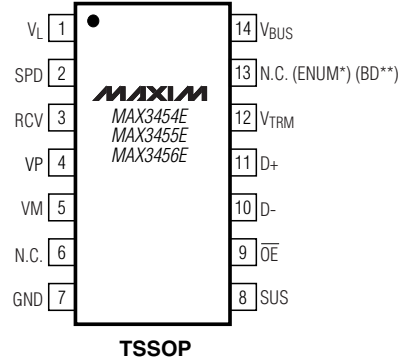 VL 1
SPD 2
RCV 3
VP 4
VM 5
N.C. 6
GND 7
MAXIM
MAX3454E
MAX3455E
MAX3456E
14 VBUS
13 N.C. (ENUM*) (BD**)
12 VTRM
11 D+
10 D-
9 O̅E̅
8 SUS
TSSOP